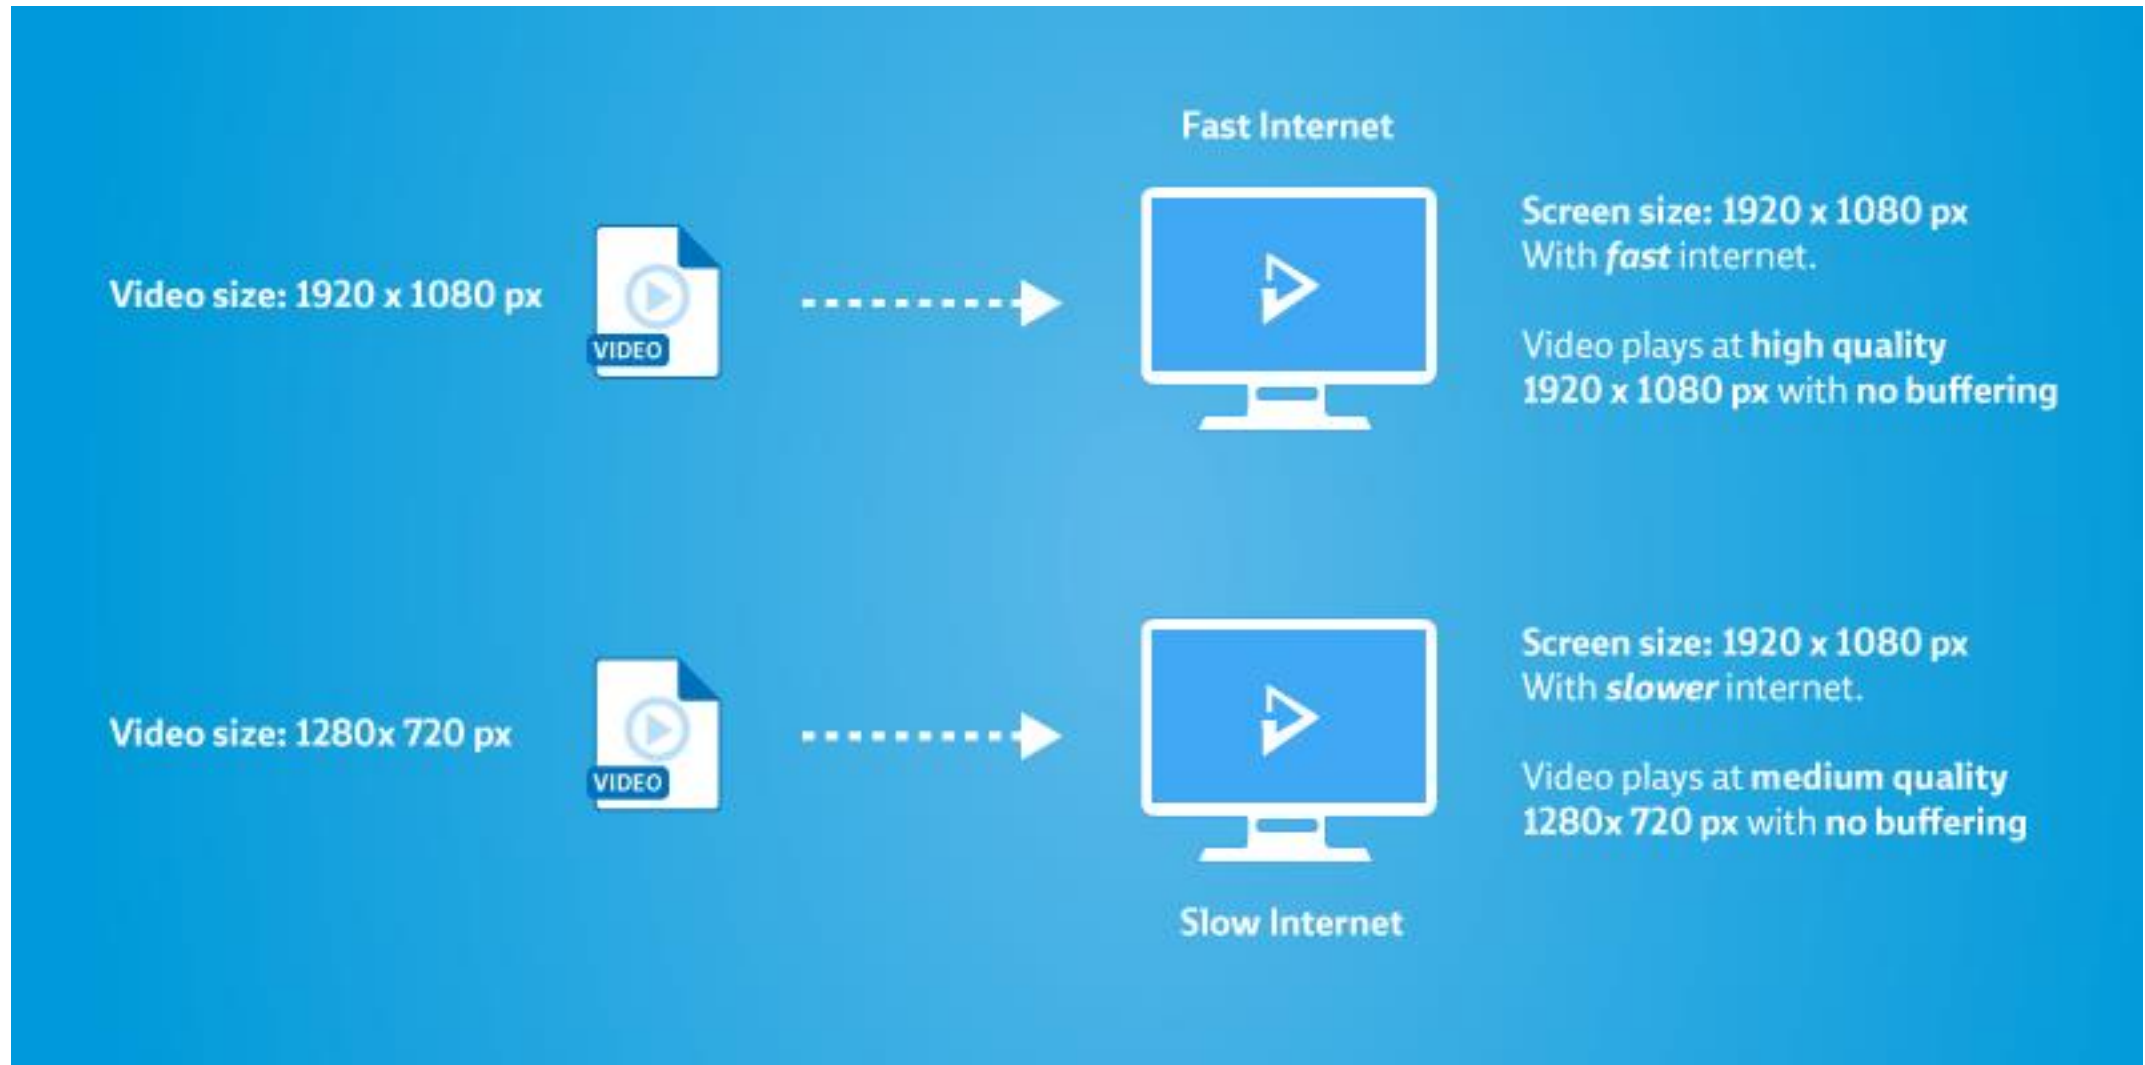 Fast Internet
Video size: 1920 x 1080 px
VIDEO
Screen size: 1920 x 1080 px
With fast internet.
Video plays at high quality
1920 x 1080 px with no buffering
Video size: 1280x 720 px
VIDEO
Screen size: 1920 x 1080 px
With slower internet.
Video plays at medium quality
1280x 720 px with no buffering
Slow Internet